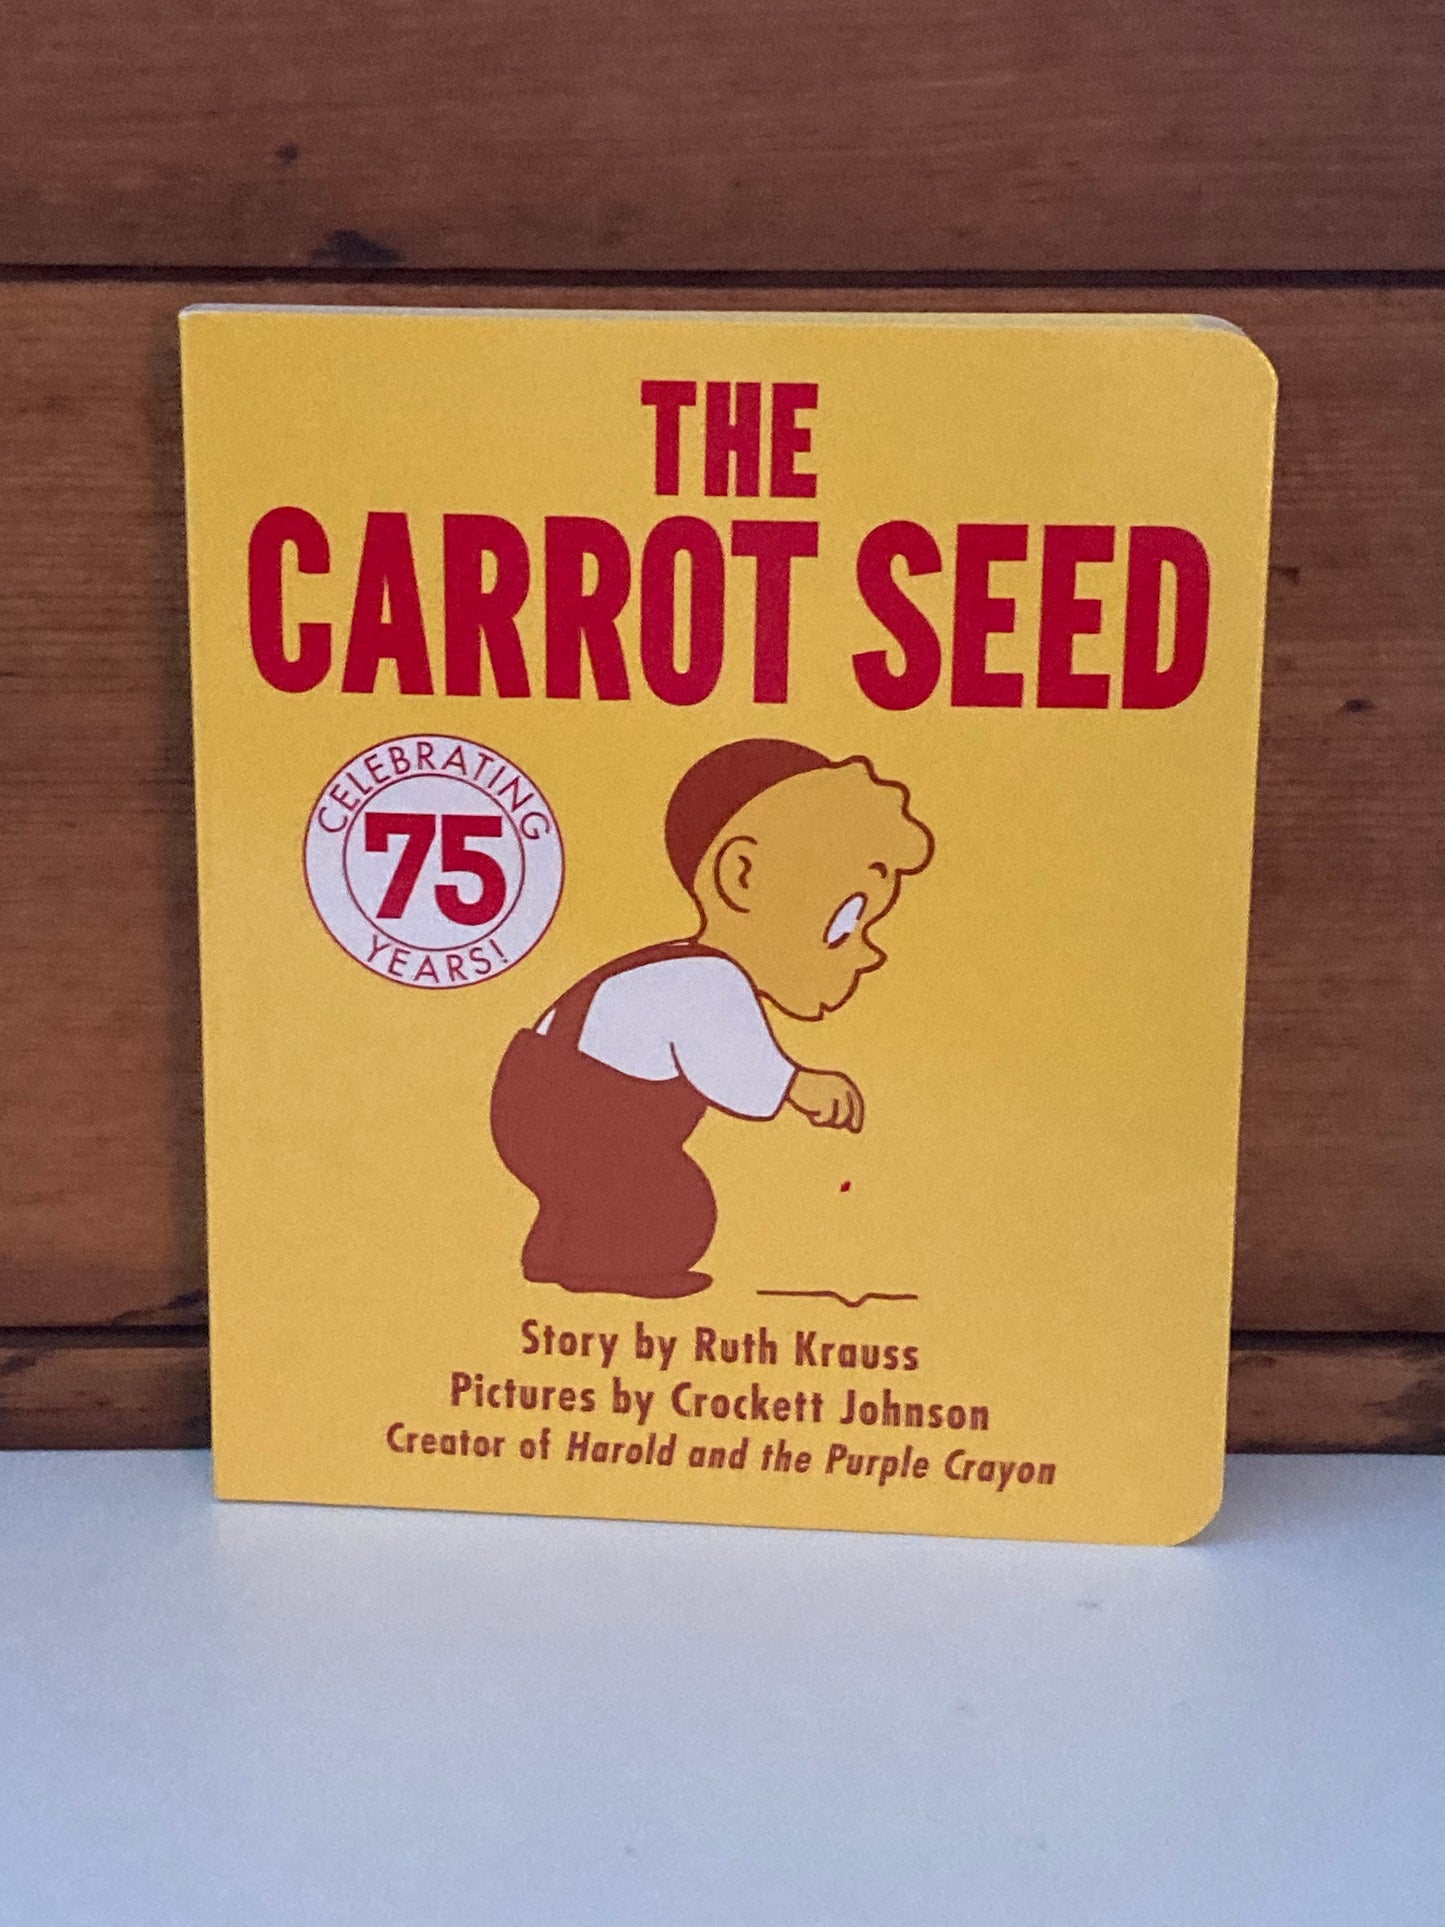 THE
CARROT SEED
CELEBRATING
75
YEARS!
Story by Ruth Krauss
Pictures by Crockett Johnson
Creator of Harold and the Purple Crayon